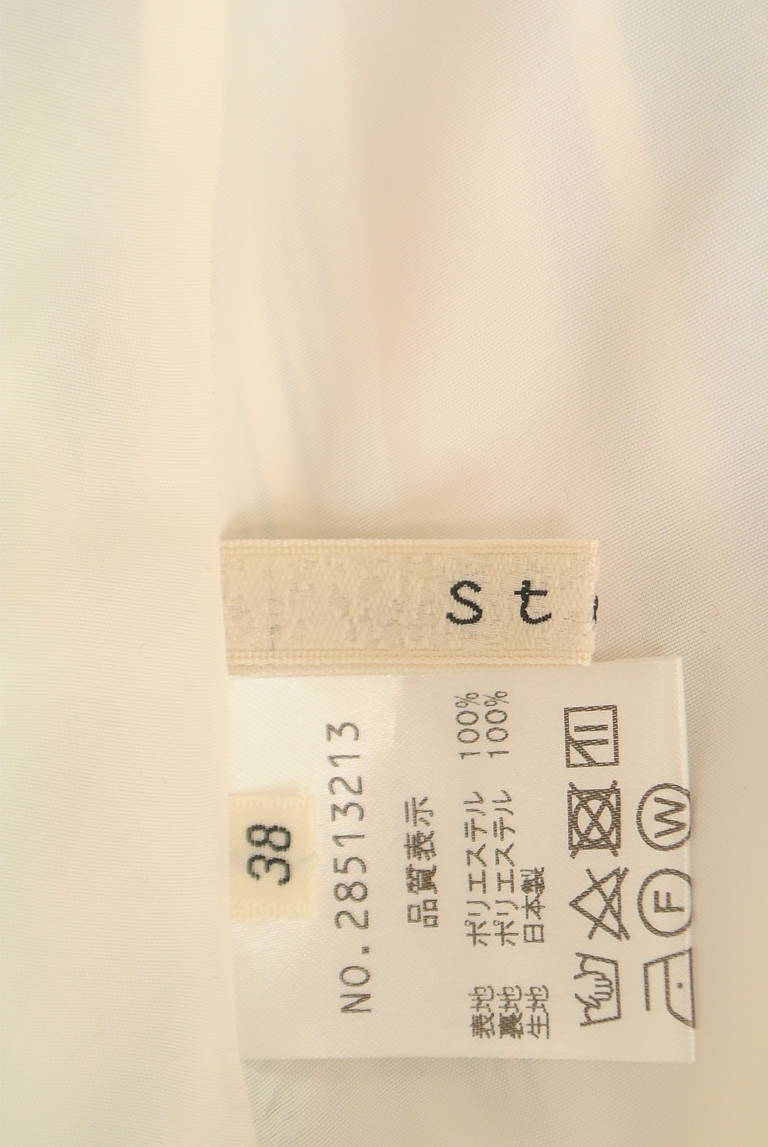 St
38
NO.28513213
品質表示
表地 ポリエステル 100%
裏地 ポリエステル 100%
生地 日本製
F W